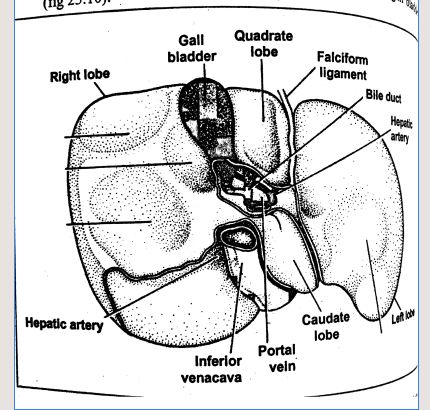 (fig 23.10).
Gall
bladder
Quadrate
lobe
Right lobe
Falciform
ligament
Bile duct
Hepatic
artery
Hepatic artery
Inferior
venacava
Portal
vein
Caudate
lobe
Left lobe